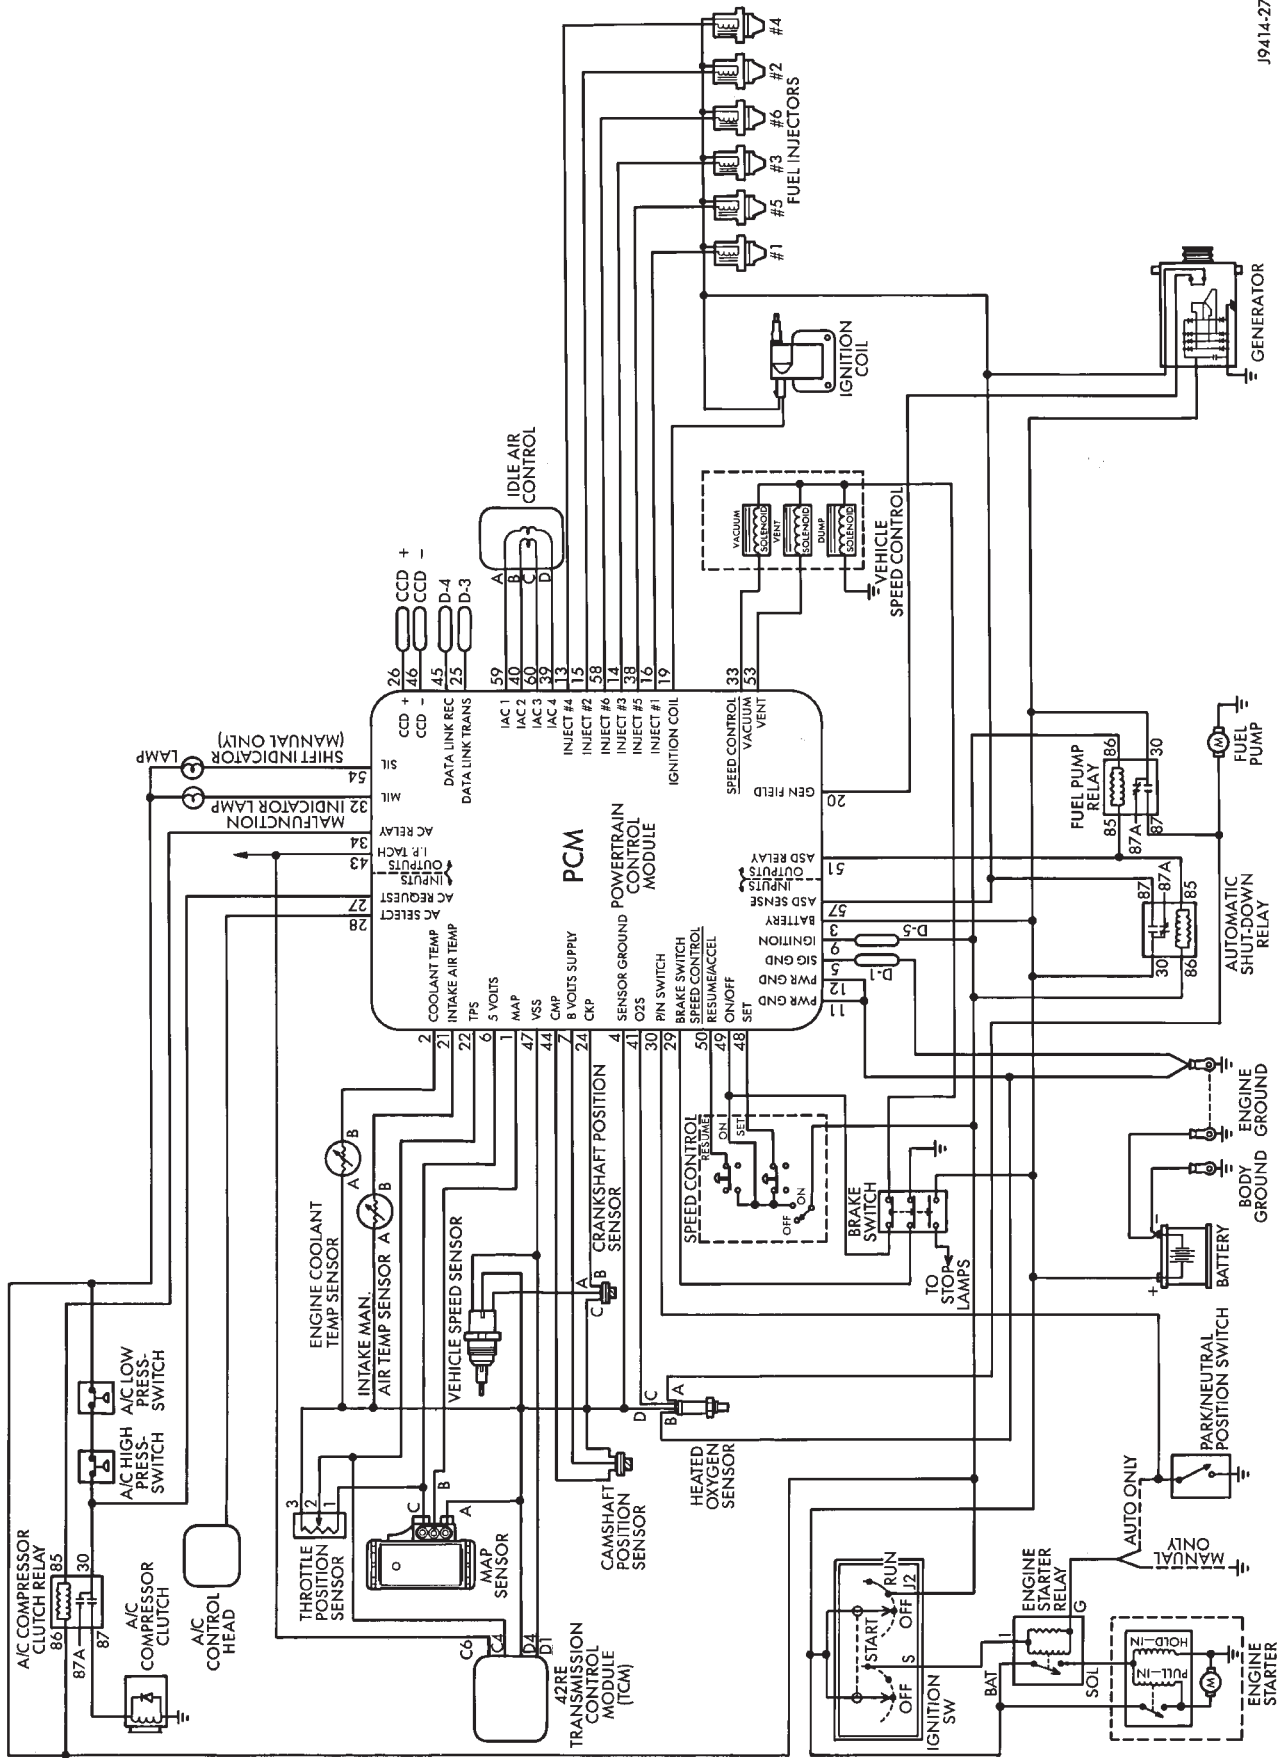 J9414-27
#4
#2
#6
#3
#5
#1
FUEL INJECTORS
IGNITION
COIL
GENERATOR
IDLE AIR
CONTROL
A
B
C
D
CCD +
CCD -
D-4
D-3
VACUUM
SOLENOID
VENT
SOLENOID
DUMP
SOLENOID
VEHICLE
SPEED CONTROL
SHIFT INDICATOR
(MANUAL ONLY)
LAMP
MALFUNCTION
INDICATOR LAMP
26
46
45
25
59
40
60
39
13
15
58
14
38
16
19
33
53
CCD +
CCD -
DATA LINK REC
DATA LINK TRANS
IAC 1
IAC 2
IAC 3
IAC 4
INJECT #4
INJECT #2
INJECT #6
INJECT #3
INJECT #5
INJECT #1
IGNITION COIL
SPEED CONTROL
VACUUM
VENT
54
32
34
43
27
28
SIL
MIL
AC RELAY
I.P. TACH
OUTPUTS
INPUTS
AC REQUEST
AC SELECT
PCM
POWERTRAIN
CONTROL
MODULE
GEN FIELD
ASD RELAY
OUTPUTS
INPUTS
ASD SENSE
BATTERY
IGNITION
SIG GND
PWR GND
PWR GND
20
51
57
3
9
5
12
11
D-5
D-1
COOLANT TEMP
INTAKE AIR TEMP
TPS
5 VOLTS
MAP
VSS
CMP
8 VOLTS SUPPLY
CKP
SENSOR GROUND
O2S
P/N SWITCH
BRAKE SWITCH
SPEED CONTROL
RESUME/ACCEL
ON/OFF
SET
2
21
22
6
1
47
44
7
24
4
41
30
29
50
49
48
FUEL PUMP
RELAY
86
30
85
87A
87
M
FUEL
PUMP
AUTOMATIC
SHUT-DOWN
RELAY
87
87A
85
30
86
ENGINE COOLANT
TEMP SENSOR
A
B
INTAKE MAN.
AIR TEMP SENSOR
A
B
VEHICLE SPEED SENSOR
CRANKSHAFT POSITION
SENSOR
A
B
C
SPEED CONTROL
RESUME
ON
SET
OFF
ON
BRAKE
SWITCH
TO
STOP
LAMPS
ENGINE
GROUND
BODY
GROUND
BATTERY
+
-
A/C LOW
PRESS-
SWITCH
A/C HIGH
PRESS-
SWITCH
A/C COMPRESSOR
CLUTCH RELAY
85
30
86
87A
87
A/C
COMPRESSOR
CLUTCH
A/C
CONTROL
HEAD
3
2
1
THROTTLE
POSITION
SENSOR
C
B
A
MAP
SENSOR
C6
C4
D4
D1
42RE
TRANSMISSION
CONTROL
MODULE
(TCM)
CAMSHAFT
POSITION
SENSOR
D
C
B
A
HEATED
OXYGEN
SENSOR
PARK/NEUTRAL
POSITION SWITCH
AUTO ONLY
MANUAL
ONLY
RUN
J2
OFF
START
S
OFF
IGNITION
SW
ENGINE
STARTER
RELAY
I
G
BAT
SOL
HOLD-IN
PULL-IN
M
ENGINE
STARTER